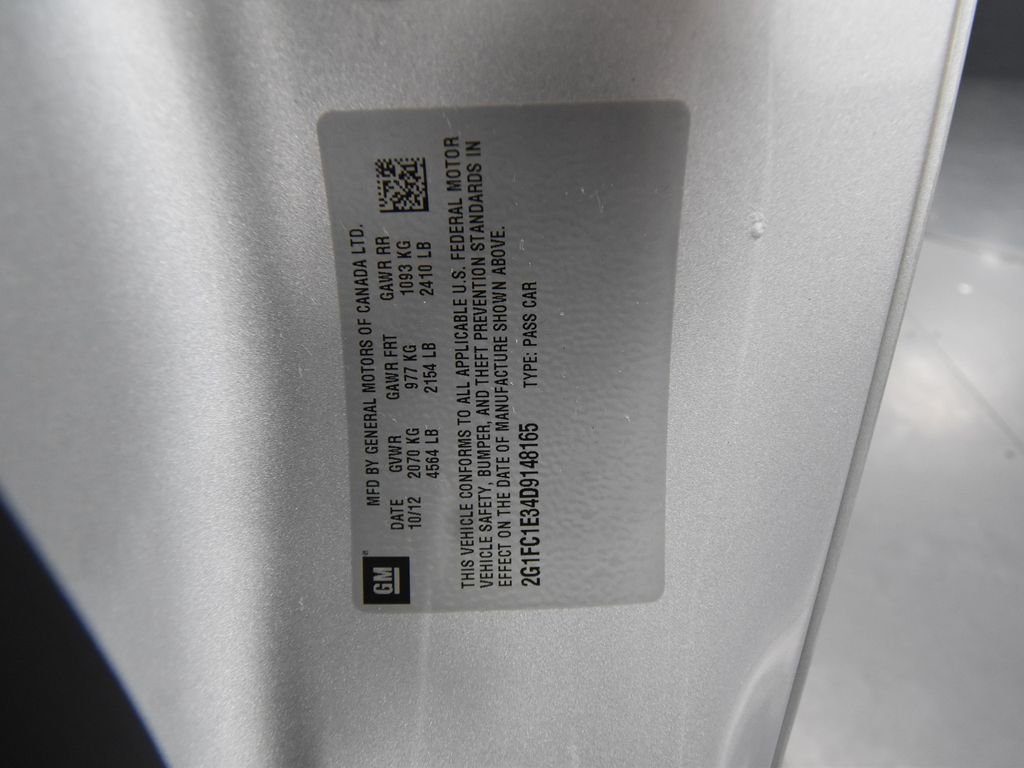 GM
MFD BY GENERAL MOTORS OF CANADA LTD.
DATE GVWR GAWR FRT GAWR RR
10/12 2070 KG 977 KG 1093 KG
4564 LB 2154 LB 2410 LB
THIS VEHICLE CONFORMS TO ALL APPLICABLE U.S. FEDERAL MOTOR
VEHICLE SAFETY, BUMPER, AND THEFT PREVENTION STANDARDS IN
EFFECT ON THE DATE OF MANUFACTURE SHOWN ABOVE.
2G1FC1E34D9148165 TYPE: PASS CAR